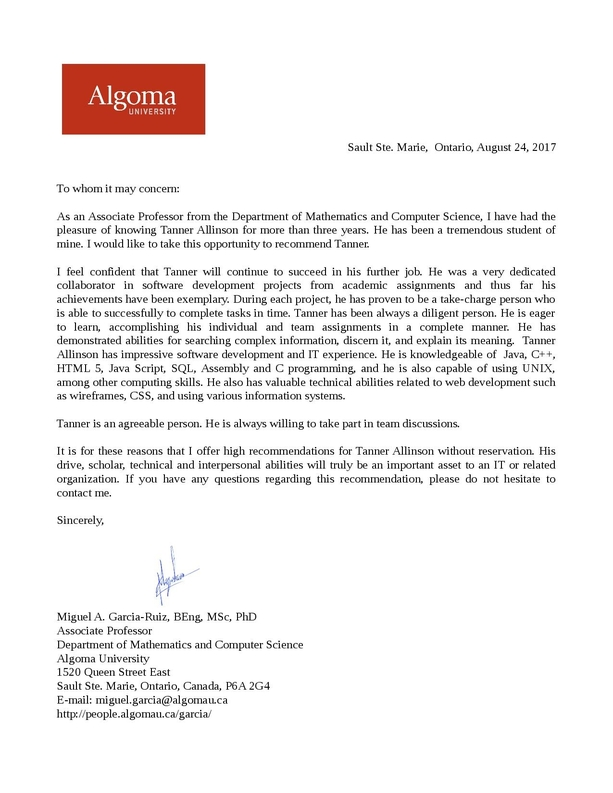 Algoma
UNIVERSITY
Sault Ste. Marie, Ontario, August 24, 2017
To whom it may concern:
As an Associate Professor from the Department of Mathematics and Computer Science, I have had the
pleasure of knowing Tanner Allinson for more than three years. He has been a tremendous student of
mine. I would like to take this opportunity to recommend Tanner.
I feel confident that Tanner will continue to succeed in his further job. He was a very dedicated
collaborator in software development projects from academic assignments and thus far his
achievements have been exemplary. During each project, he has proven to be a take-charge person who
is able to successfully to complete tasks in time. Tanner has been always a diligent person. He is eager
to learn, accomplishing his individual and team assignments in a complete manner. He has
demonstrated abilities for searching complex information, discern it, and explain its meaning. Tanner
Allinson has impressive software development and IT experience. He is knowledgeable of Java, C++,
HTML 5, Java Script, SQL, Assembly and C programming, and he is also capable of using UNIX,
among other computing skills. He also has valuable technical abilities related to web development such
as wireframes, CSS, and using various information systems.
Tanner is an agreeable person. He is always willing to take part in team discussions.
It is for these reasons that I offer high recommendations for Tanner Allinson without reservation. His
drive, scholar, technical and interpersonal abilities will truly be an important asset to an IT or related
organization. If you have any questions regarding this recommendation, please do not hesitate to
contact me.
Sincerely,
Miguel A. Garcia-Ruiz, BEng, MSc, PhD
Associate Professor
Department of Mathematics and Computer Science
Algoma University
1520 Queen Street East
Sault Ste. Marie, Ontario, Canada, P6A 2G4
E-mail: miguel.garcia@algomau.ca
http://people.algomau.ca/garcia/